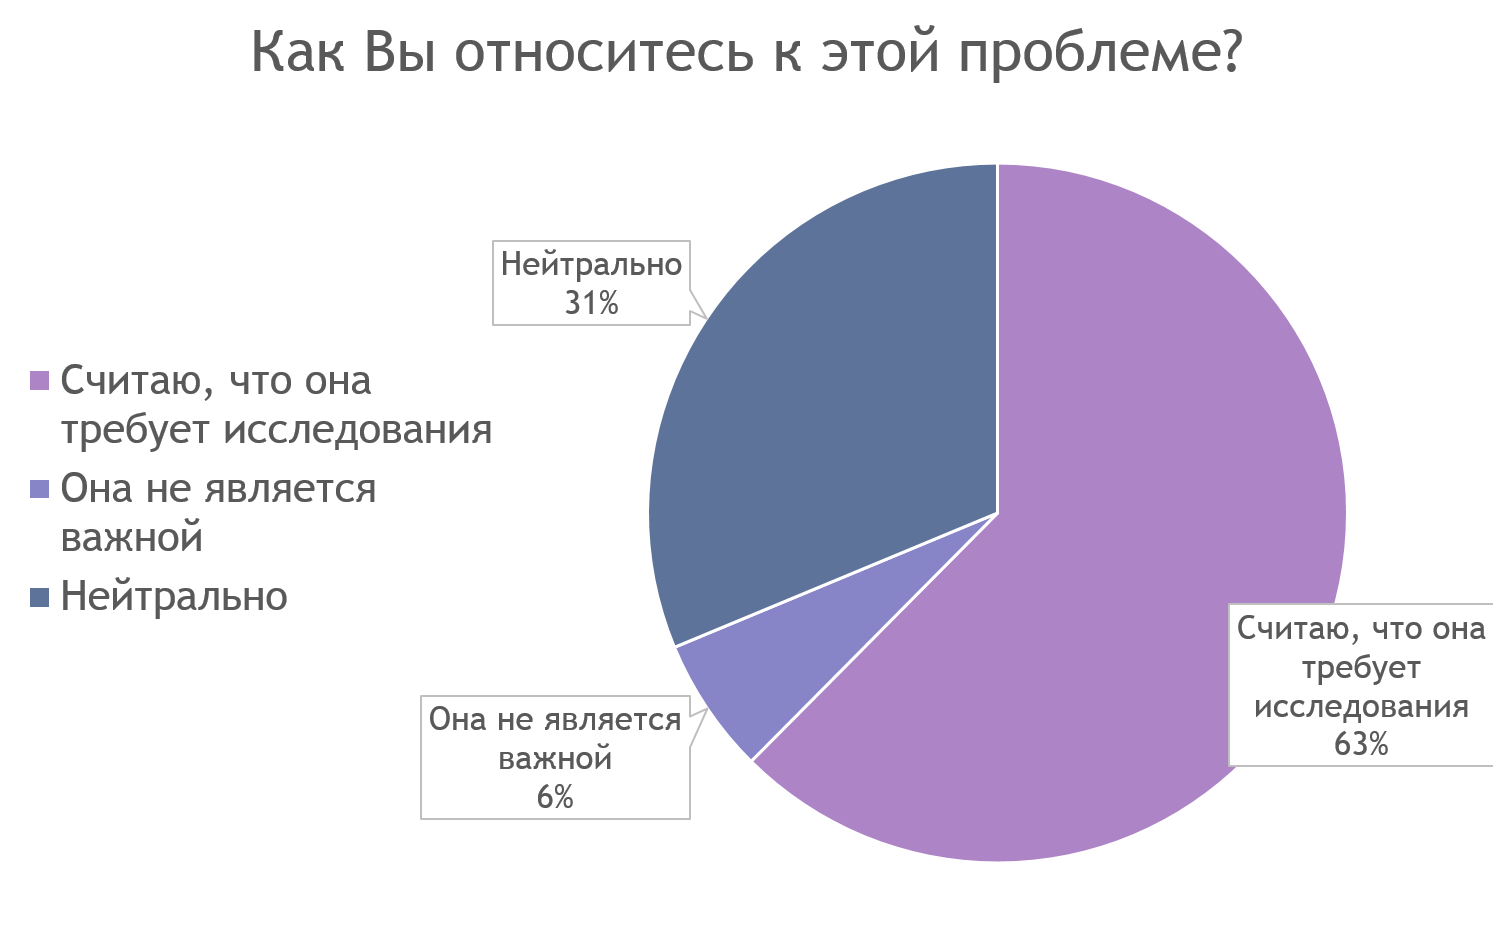 Как Вы относитесь к этой проблеме?
Нейтрально
31%
Считаю, что она
требует исследования
Она не является
важной
Нейтрально
Считаю, что она
требует
исследования
63%
Она не является
важной
6%